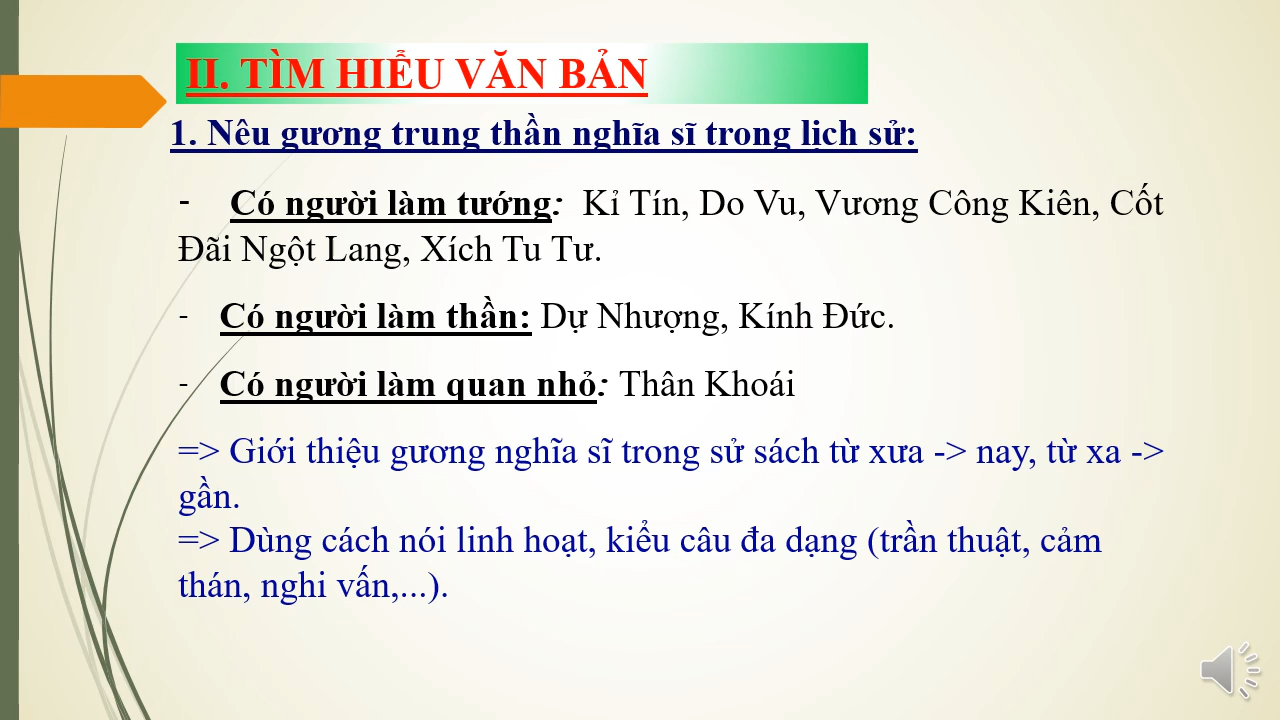 II. TÌM HIỂU VĂN BẢN
1. Nêu gương trung thần nghĩa sĩ trong lịch sử:
- Có người làm tướng: Kỉ Tín, Do Vu, Vương Công Kiên, Cốt
Đãi Ngột Lang, Xích Tu Tư.
- Có người làm thần: Dự Nhượng, Kính Đức.
- Có người làm quan nhỏ: Thân Khoái
=> Giới thiệu gương nghĩa sĩ trong sử sách từ xưa -> nay, từ xa ->
gần.
=> Dùng cách nói linh hoạt, kiểu câu đa dạng (trần thuật, cảm
thán, nghi vấn,...).